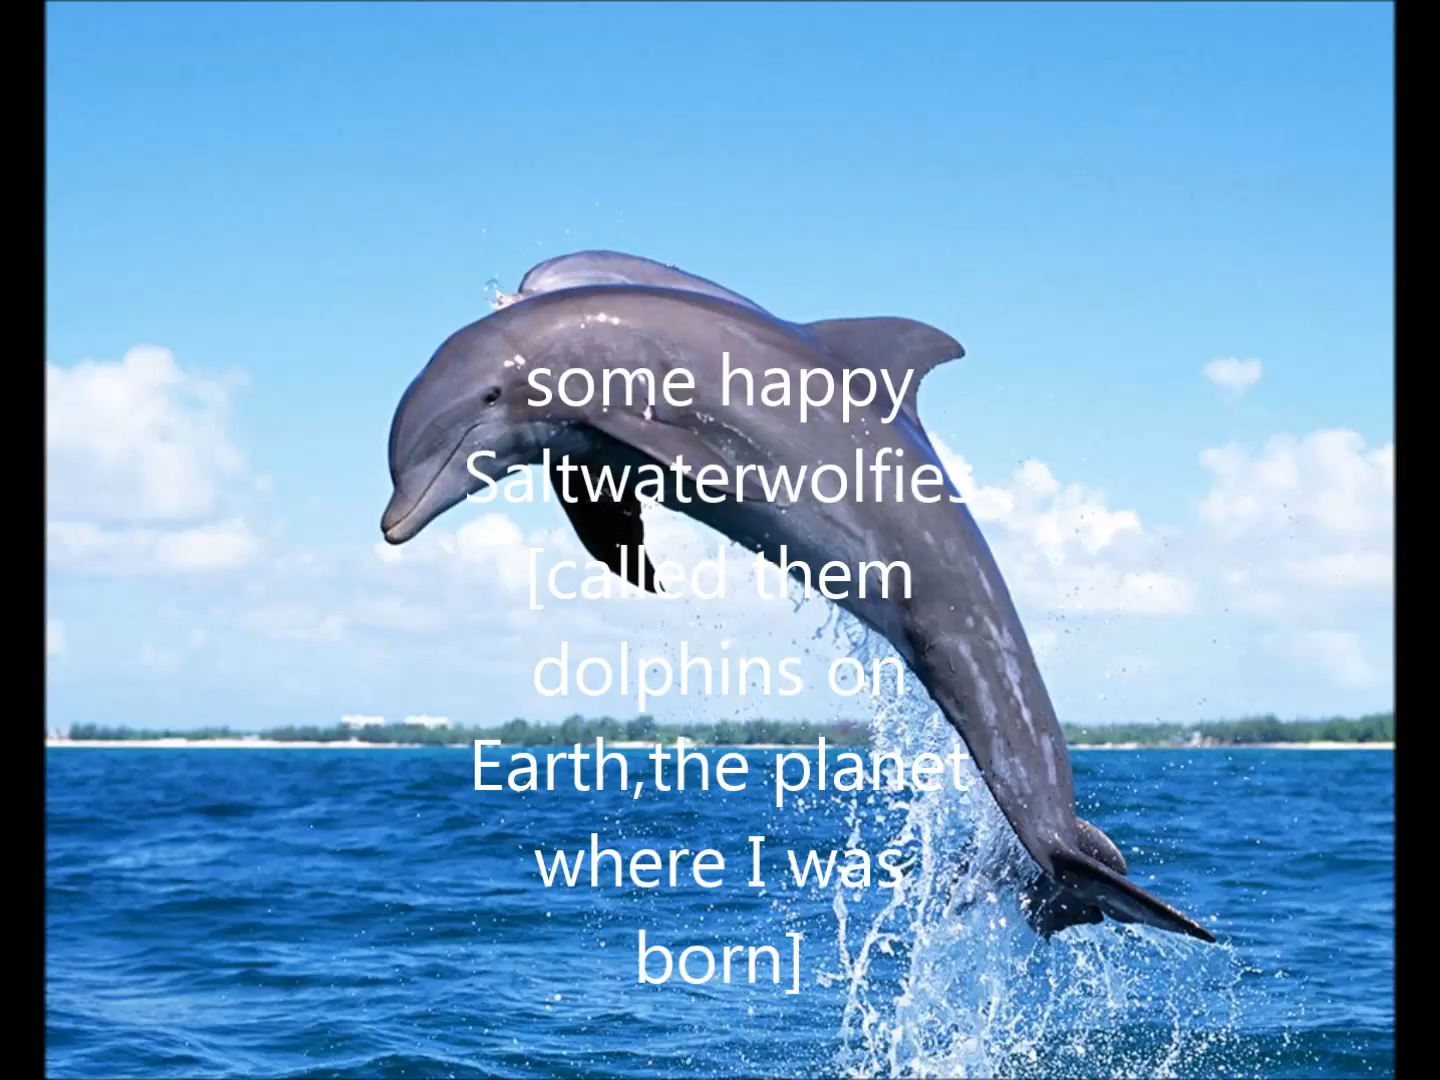 some happy
Saltwaterwolfies
[called them
dolphins on
Earth,the planet
where I was
born]